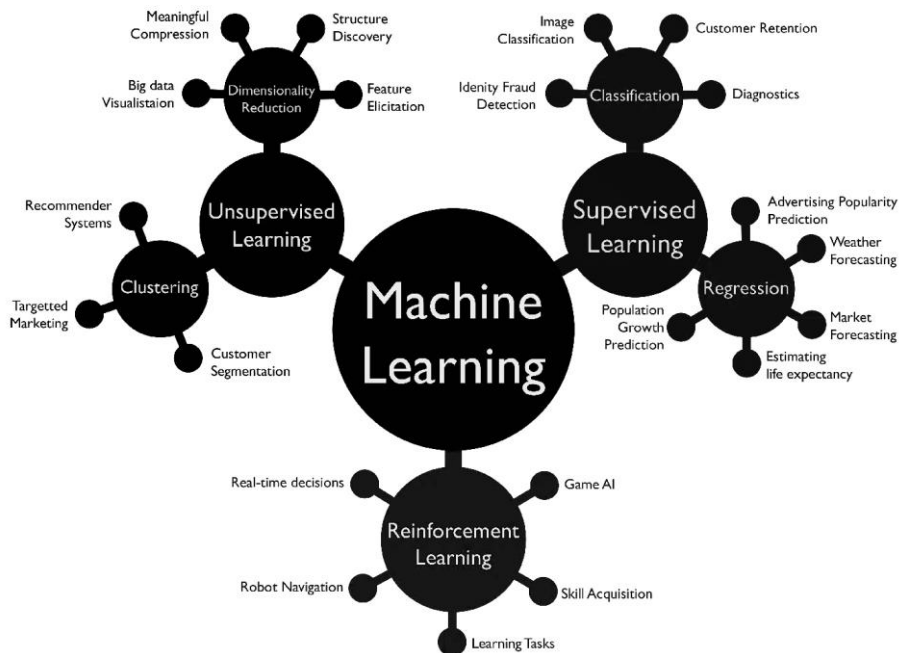 Meaningful
Compression
Structure
Discovery
Big data
Visualistaion
Dimensionality
Reduction
Feature
Elicitation
Image
Classification
Customer Retention
Idenity Fraud
Detection
Classification
Diagnostics
Recommender
Systems
Unsupervised
Learning
Targetted
Marketing
Clustering
Customer
Segmentation
Machine
Learning
Supervised
Learning
Advertising Popularity
Prediction
Weather
Forecasting
Regression
Population
Growth
Prediction
Market
Forecasting
Estimating
life expectancy
Real-time decisions
Game AI
Reinforcement
Learning
Robot Navigation
Skill Acquisition
Learning Tasks